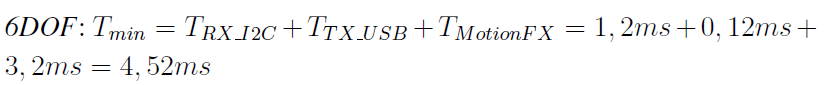 6DOF: T_min = T_RX_I2C + T_TX_USB + T_MotionFX = 1,2ms + 0,12ms +
3,2ms = 4,52ms